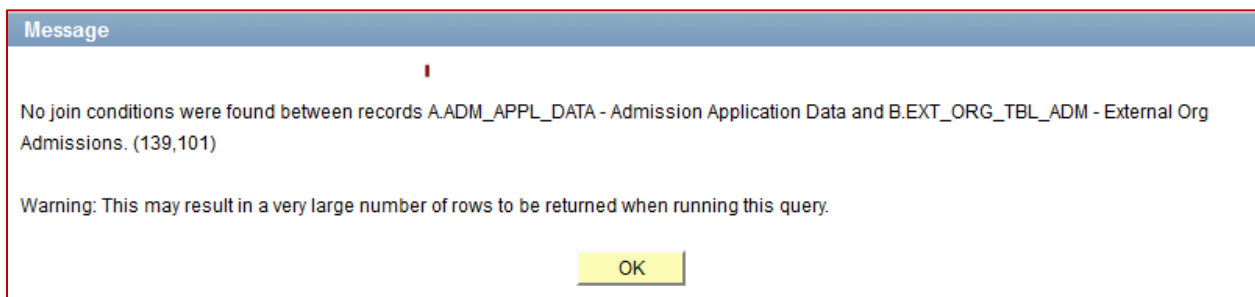 Message
No join conditions were found between records A.ADM_APPL_DATA - Admission Application Data and B.EXT_ORG_TBL_ADM - External Org
Admissions. (139,101)
Warning: This may result in a very large number of rows to be returned when running this query.
OK